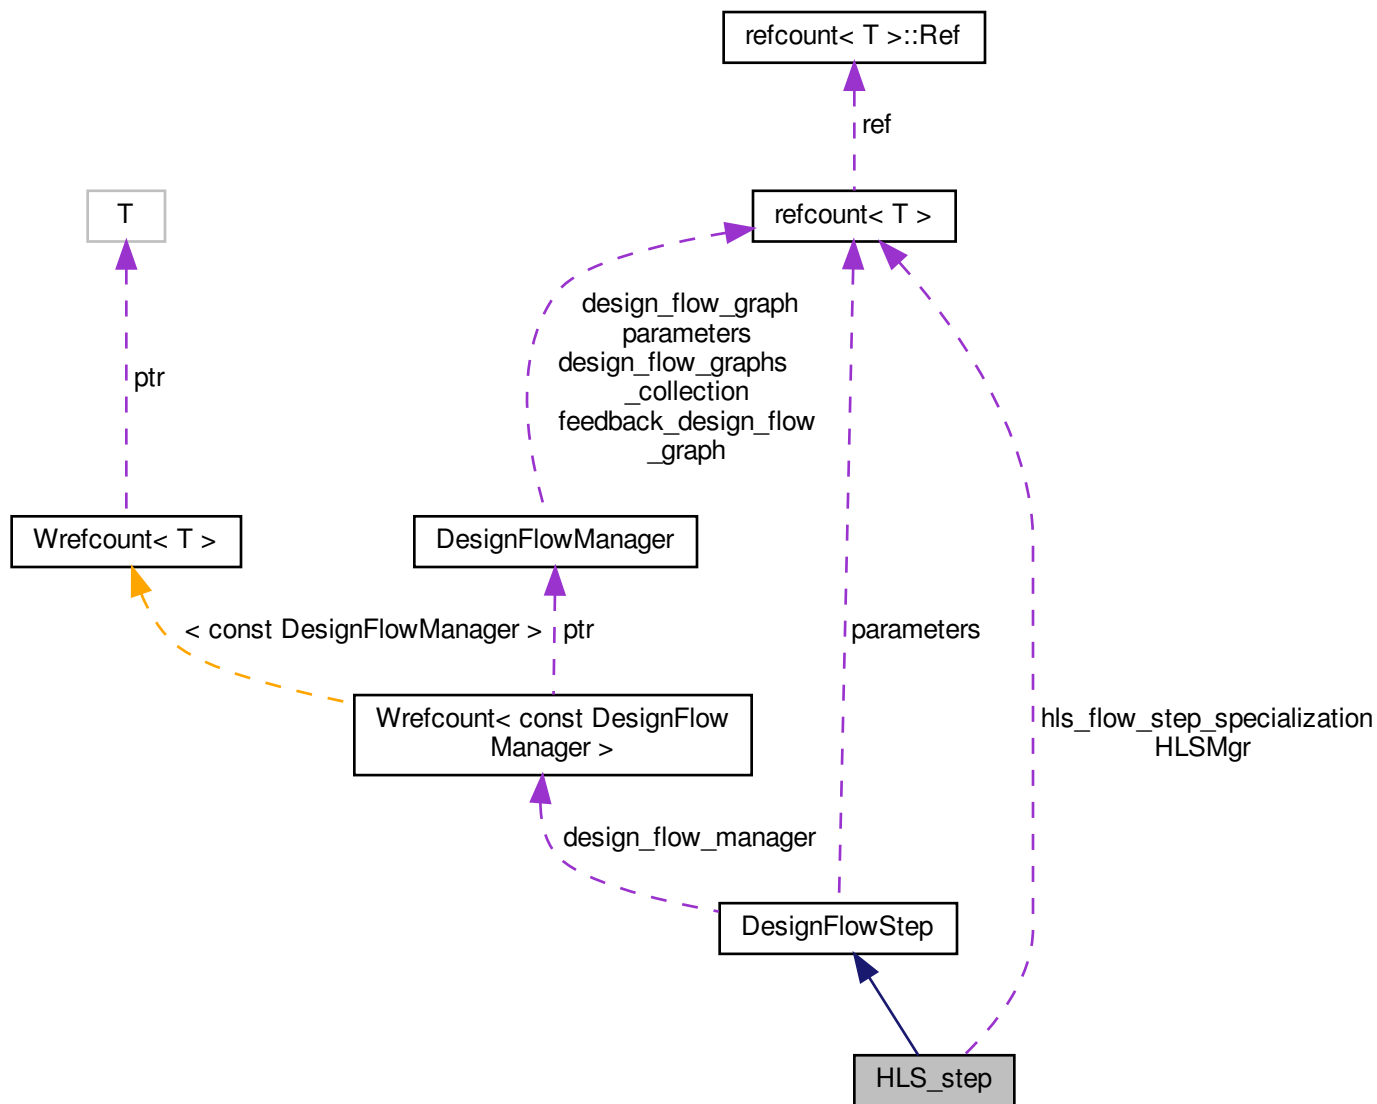 refcount< T >::Ref
ref
T
refcount< T >
design_flow_graph
parameters
design_flow_graphs
_collection
feedback_design_flow
_graph
ptr
Wrefcount< T >
DesignFlowManager
< const DesignFlowManager >
ptr
parameters
Wrefcount< const DesignFlow
Manager >
hls_flow_step_specialization
HLSMgr
design_flow_manager
DesignFlowStep
HLS_step